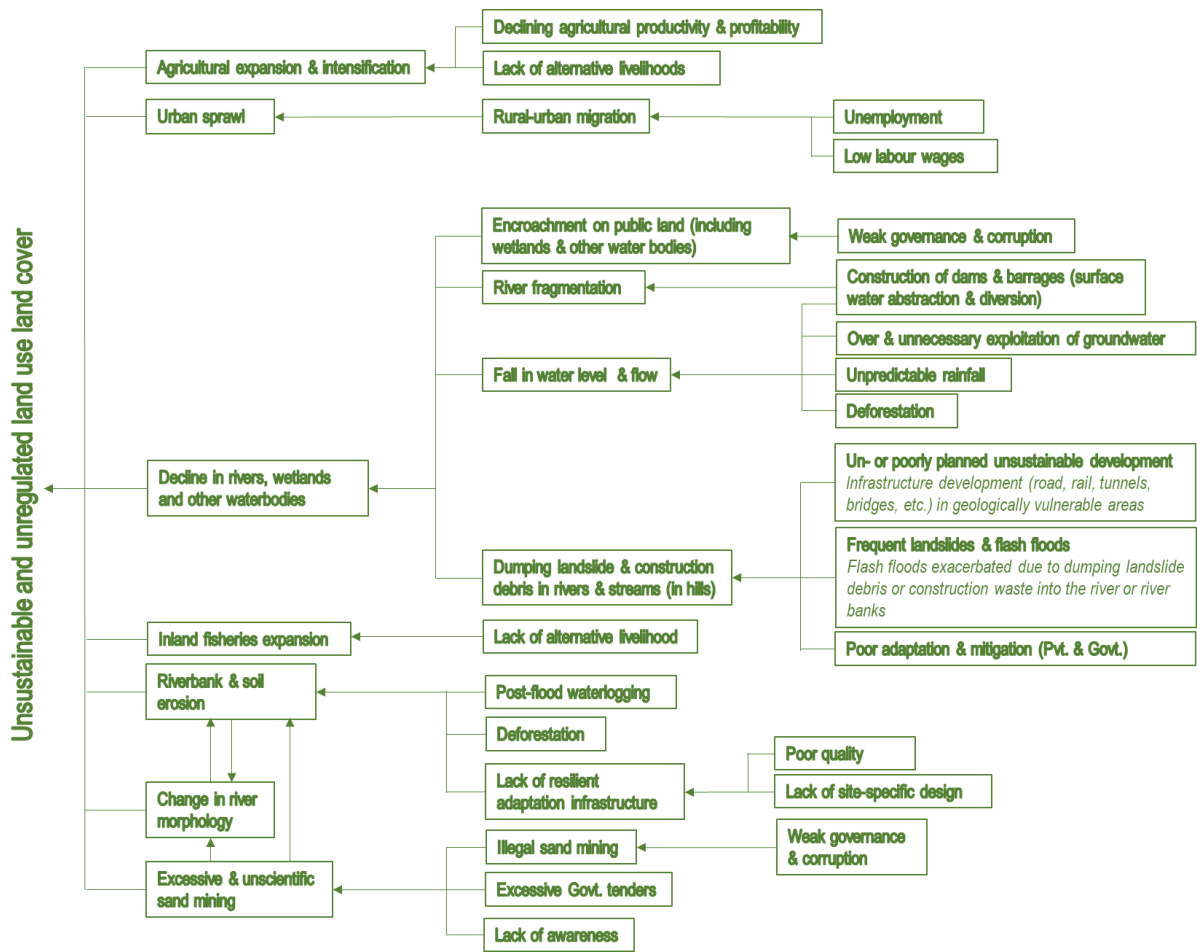 Unsustainable and unregulated land use land cover
Declining agricultural productivity & profitability
Agricultural expansion & intensification
Lack of alternative livelihoods
Urban sprawl
Rural-urban migration
Unemployment
Low labour wages
Encroachment on public land (including
wetlands & other water bodies)
Weak governance & corruption
River fragmentation
Construction of dams & barrages (surface
water abstraction & diversion)
Over & unnecessary exploitation of groundwater
Fall in water level & flow
Unpredictable rainfall
Deforestation
Decline in rivers, wetlands
and other waterbodies
Un- or poorly planned unsustainable development
Infrastructure development (road, rail, tunnels,
bridges, etc.) in geologically vulnerable areas
Frequent landslides & flash floods
Flash floods exacerbated due to dumping landslide
debris or construction waste into the river or river
banks
Dumping landslide & construction
debris in rivers & streams (in hills)
Poor adaptation & mitigation (Pvt. & Govt.)
Inland fisheries expansion
Lack of alternative livelihood
Riverbank & soil
erosion
Post-flood waterlogging
Deforestation
Lack of resilient
adaptation infrastructure
Poor quality
Lack of site-specific design
Change in river
morphology
Illegal sand mining
Weak governance
& corruption
Excessive & unscientific
sand mining
Excessive Govt. tenders
Lack of awareness